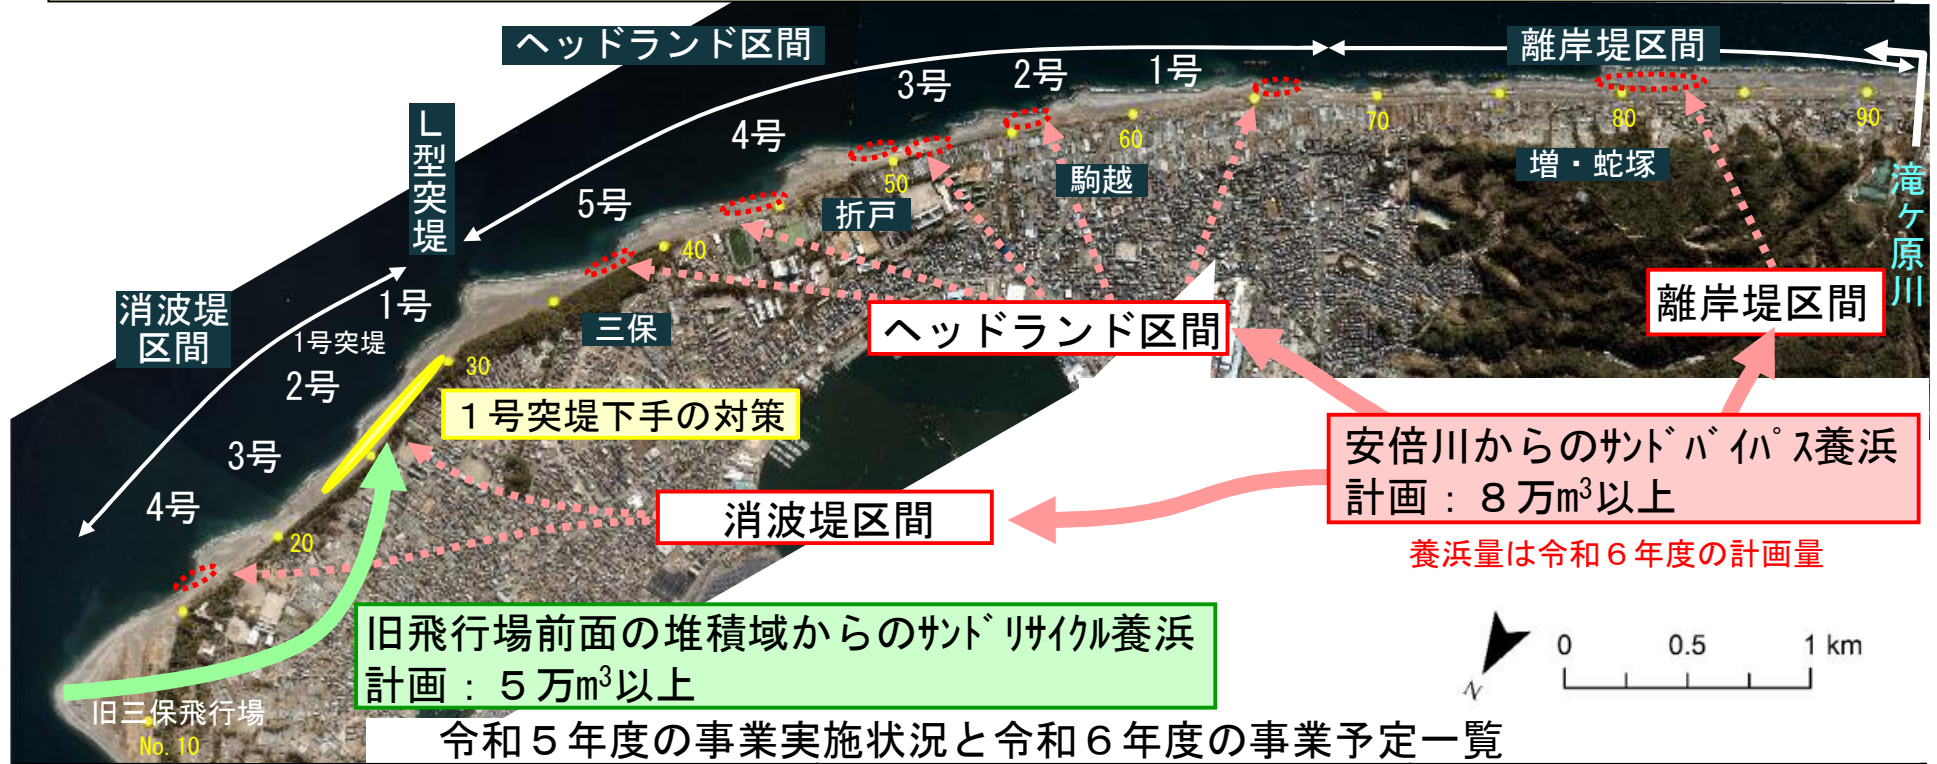 ヘッドランド区間
離岸堤区間
1号
2号
3号
4号
5号
L型突堤
60
70
80
90
増・蛇塚
滝ヶ原川
駒越
50
折戸
40
離岸堤区間
消波堤
区間
1号
1号突堤
2号
三保
ヘッドランド区間
30
1号突堤下手の対策
安倍川からのｻﾝﾄﾞﾊﾞｲﾊﾟｽ養浜
計画：８万m³以上
3号
4号
消波堤区間
20
養浜量は令和６年度の計画量
旧飛行場前面の堆積域からのｻﾝﾄﾞﾘｻｲｸﾙ養浜
計画：５万m³以上
N
0 0.5 1 km
旧三保飛行場
No.10
令和５年度の事業実施状況と令和６年度の事業予定一覧